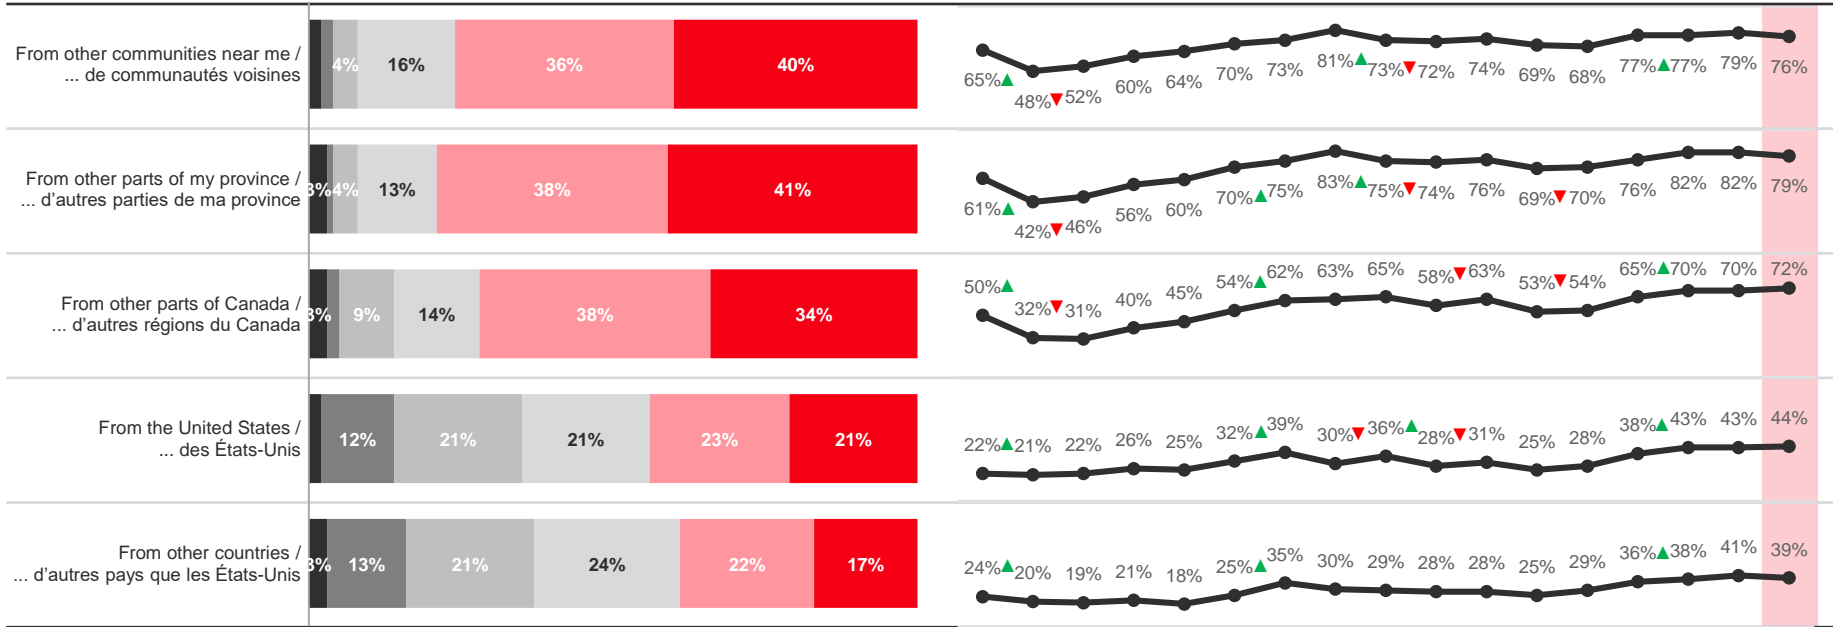 From other communities near me /
... de communautés voisines
4% 16% 36% 40%
65% 48% 52% 60% 64% 70% 73% 81% 73% 72% 74% 69% 68% 77% 77% 79% 76%
From other parts of my province /
... d'autres parties de ma province
3% 4% 13% 38% 41%
61% 42% 46% 56% 60% 70% 75% 83% 75% 74% 76% 69% 70% 76% 82% 82% 79%
From other parts of Canada /
... d'autres régions du Canada
3% 9% 14% 38% 34%
50% 32% 31% 40% 45% 54% 62% 63% 65% 58% 63% 53% 54% 65% 70% 70% 72%
From the United States /
... des États-Unis
12% 21% 21% 23% 21%
22% 21% 22% 26% 25% 32% 39% 30% 36% 28% 31% 25% 28% 38% 43% 43% 44%
From other countries /
... d'autres pays que les États-Unis
3% 13% 21% 24% 22% 17%
24% 20% 19% 21% 18% 25% 35% 30% 29% 28% 28% 25% 29% 36% 38% 41% 39%